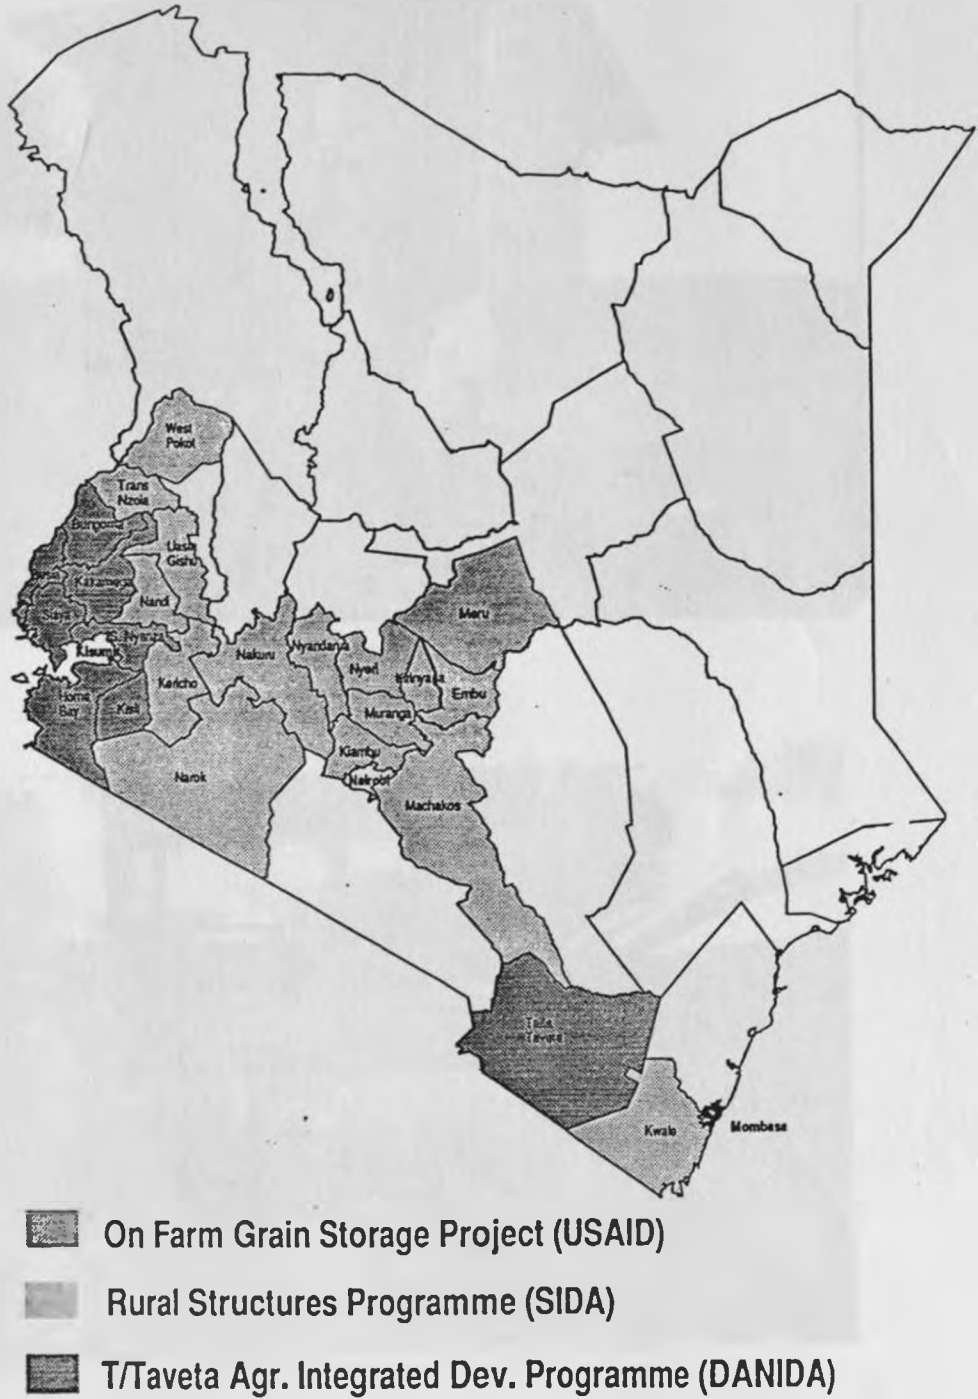 West
Pokot
Trans
Nzoia
Bungoma
Uasin
Gishu
Busia
Kakamega
Nandi
Siaya
S. Nyanza
Kisumu
Kericho
Homa
Bay
Kisii
Narok
Nakuru
Nyandarua
Nyeri
Meru
Embu
Muranga
Kiambu
Nairobi
Machakos
Taita
Taveta
Kwale
Mombasa
On Farm Grain Storage Project (USAID)
Rural Structures Programme (SIDA)
T/Taveta Agr. Integrated Dev. Programme (DANIDA)